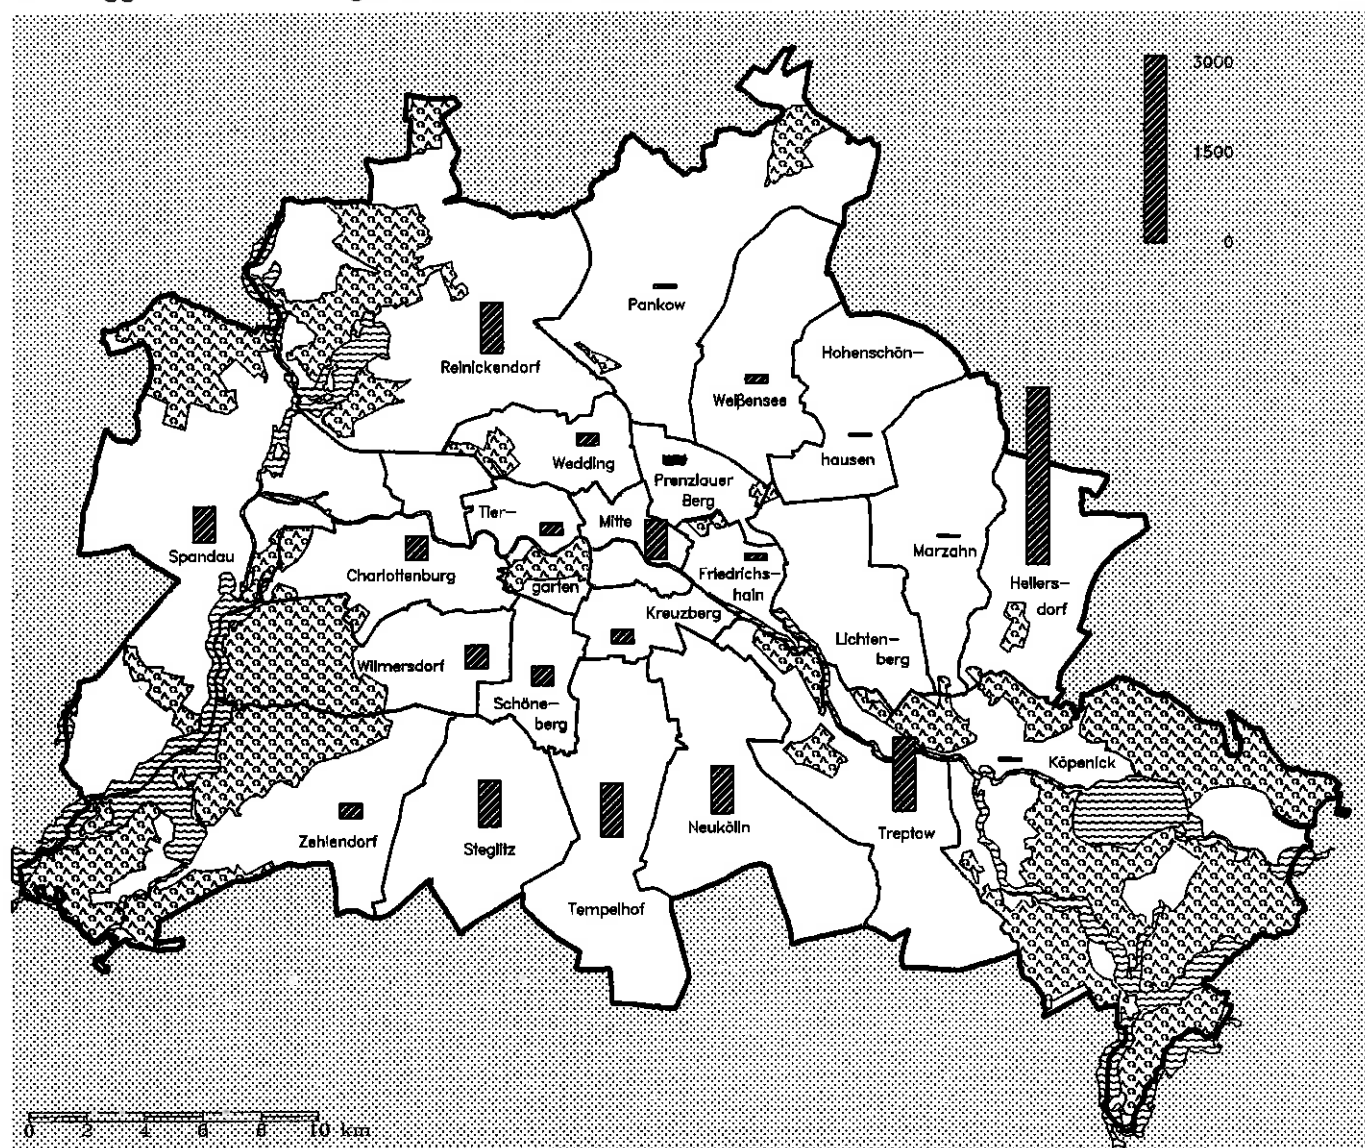 3000
1500
0
Pankow
Hohenschön-
hausen
Reinickendorf
Weißensee
Wedding
Prenzlauer
Berg
Tier-
garten
Mitte
Marzahn
Spandau
Charlottenburg
Friedrichs-
hain
Hellers-
dorf
Kreuzberg
Lichten-
berg
Wilmersdorf
Schöne-
berg
Köpenick
Zehlendorf
Steglitz
Neukölln
Treptow
Tempelhof
0 2 4 6 8 10 km